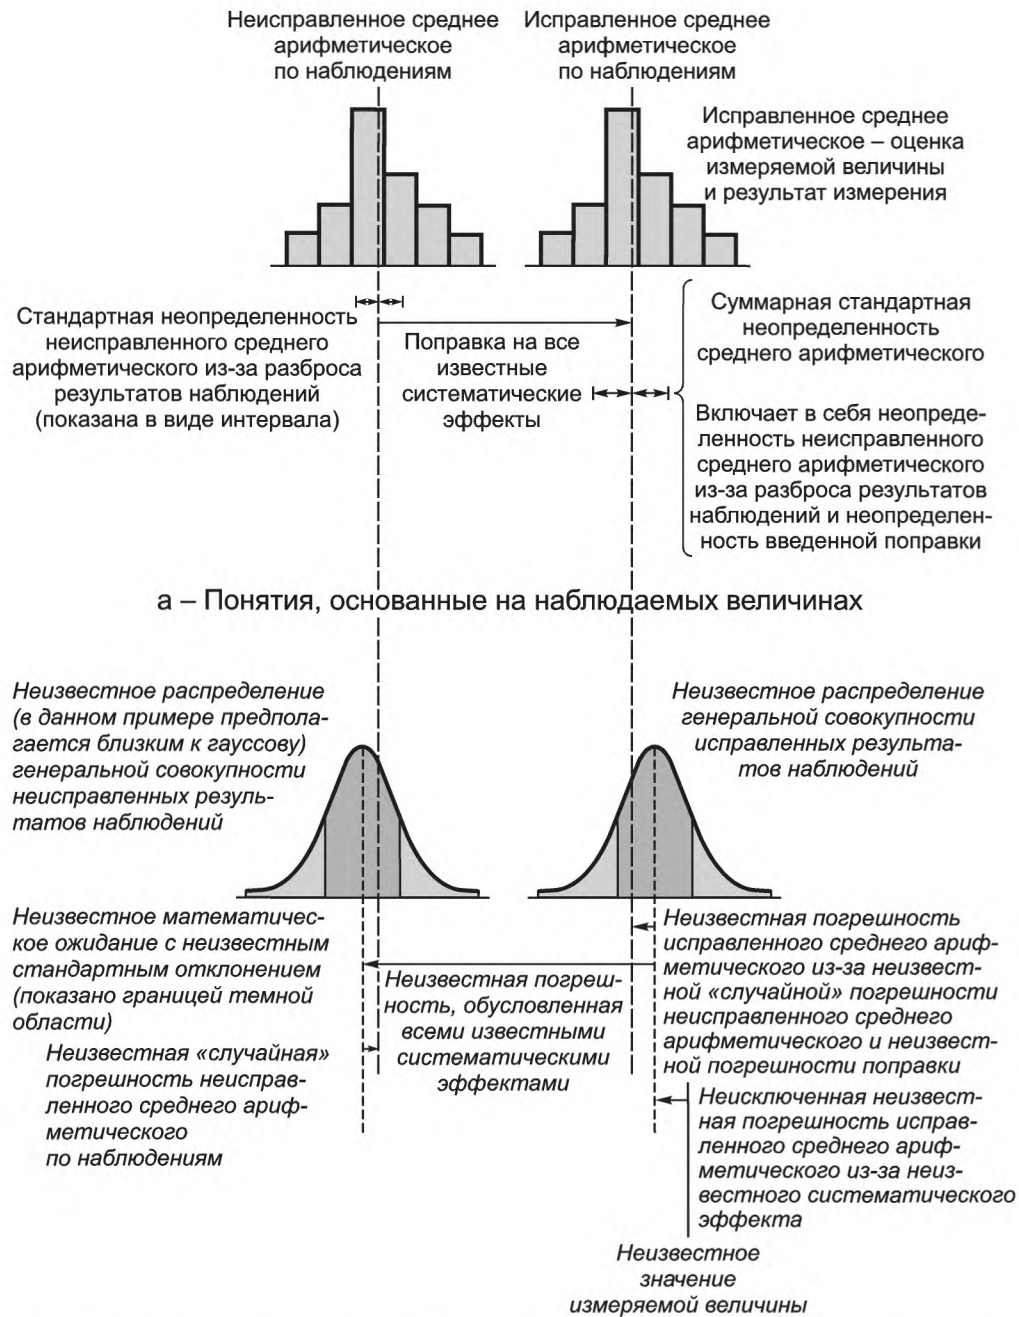 Неисправленное среднее
арифметическое
по наблюдениям
Исправленное среднее
арифметическое
по наблюдениям
Исправленное среднее
арифметическое – оценка
измеряемой величины
и результат измерения
Стандартная неопределенность
неисправленного среднего
арифметического из-за разброса
результатов наблюдений
(показана в виде интервала)
Поправка на все
известные
систематические
эффекты
Суммарная стандартная
неопределенность
среднего арифметического
Включает в себя неопреде-
ленность неисправленного
среднего арифметического
из-за разброса результатов
наблюдений и неопределен-
ность введенной поправки
а – Понятия, основанные на наблюдаемых величинах
Неизвестное распределение
(в данном примере предпола-
гается близким к гауссову)
генеральной совокупности
неисправленных резуль-
татов наблюдений
Неизвестное распределение
генеральной совокупности
исправленных результа-
тов наблюдений
Неизвестное математичес-
кое ожидание с неизвестным
стандартным отклонением
(показано границей темной
области)
Неизвестная «случайная»
погрешность неисправ-
ленного среднего ариф-
метического
по наблюдениям
Неизвестная погреш-
ность, обусловленная
всеми известными
систематическими
эффектами
Неизвестная погрешность
исправленного среднего ариф-
метического из-за неизвест-
ной «случайной» погрешности
неисправленного среднего
арифметического и неизвест-
ной погрешности поправки
Неисключенная неизвест-
ная погрешность исправ-
ленного среднего ариф-
метического из-за неиз-
вестного систематического
эффекта
Неизвестное
значение
измеряемой величины